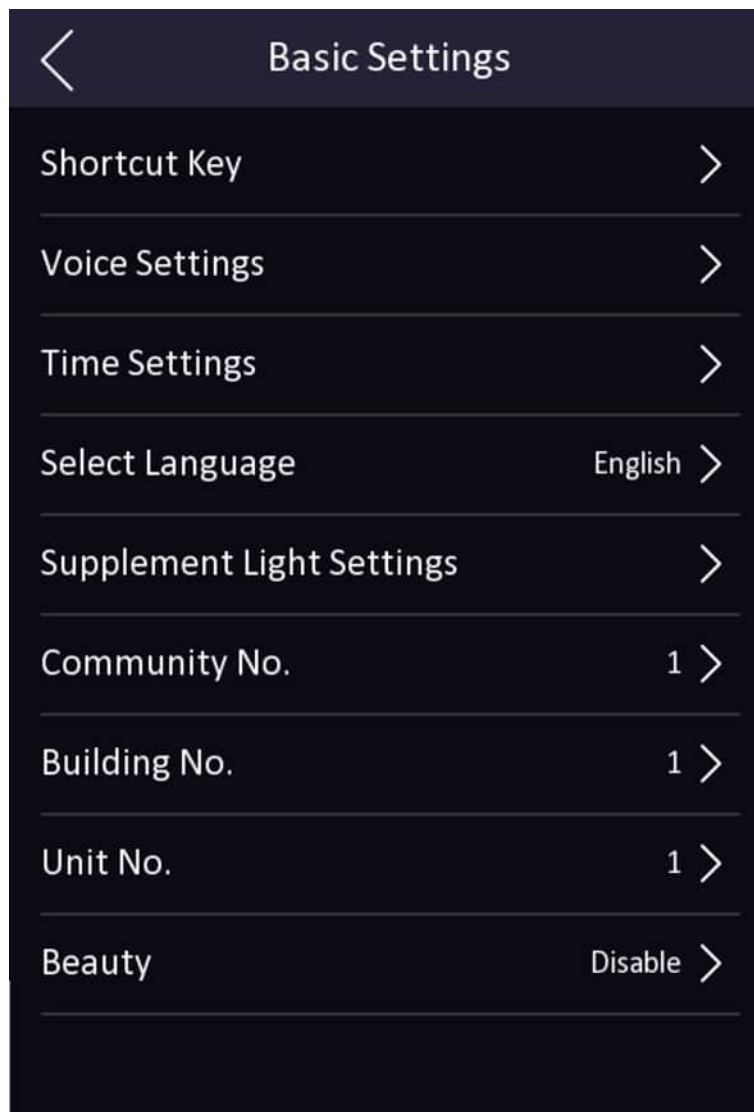 Basic Settings
Shortcut Key
Voice Settings
Time Settings
Select Language English
Supplement Light Settings
Community No. 1
Building No. 1
Unit No. 1
Beauty Disable